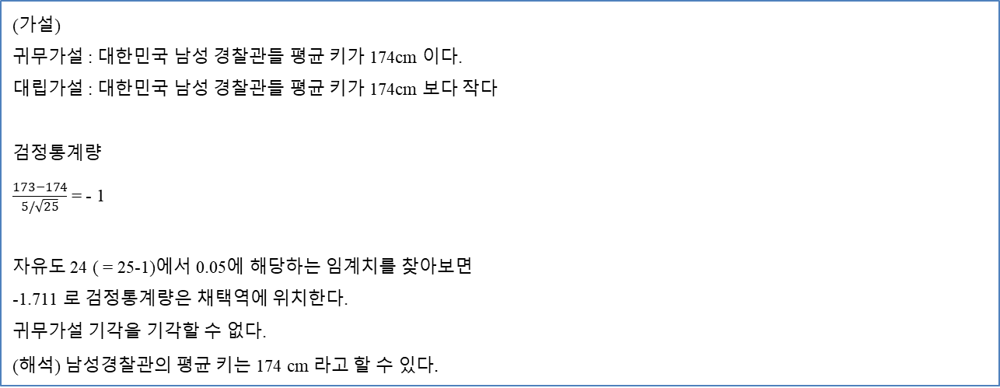 (가설)
귀무가설 : 대한민국 남성 경찰관들 평균 키가 174cm 이다.
대립가설 : 대한민국 남성 경찰관들 평균 키가 174cm 보다 작다
검정통계량
173−174
5/√25
= - 1
자유도 24 ( = 25-1)에서 0.05에 해당하는 임계치를 찾아보면
-1.711 로 검정통계량은 채택역에 위치한다.
귀무가설 기각을 기각할 수 없다.
(해석) 남성경찰관의 평균 키는 174 cm 라고 할 수 있다.